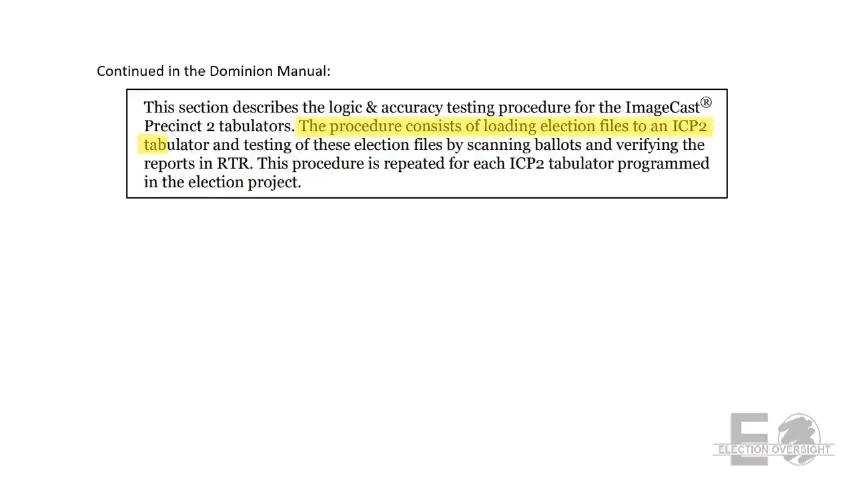 Continued in the Dominion Manual:
This section describes the logic & accuracy testing procedure for the ImageCast®
Precinct 2 tabulators. The procedure consists of loading election files to an ICP2
tabulator and testing of these election files by scanning ballots and verifying the
reports in RTR. This procedure is repeated for each ICP2 tabulator programmed
in the election project.
E
ELECTION OVERSIGHT